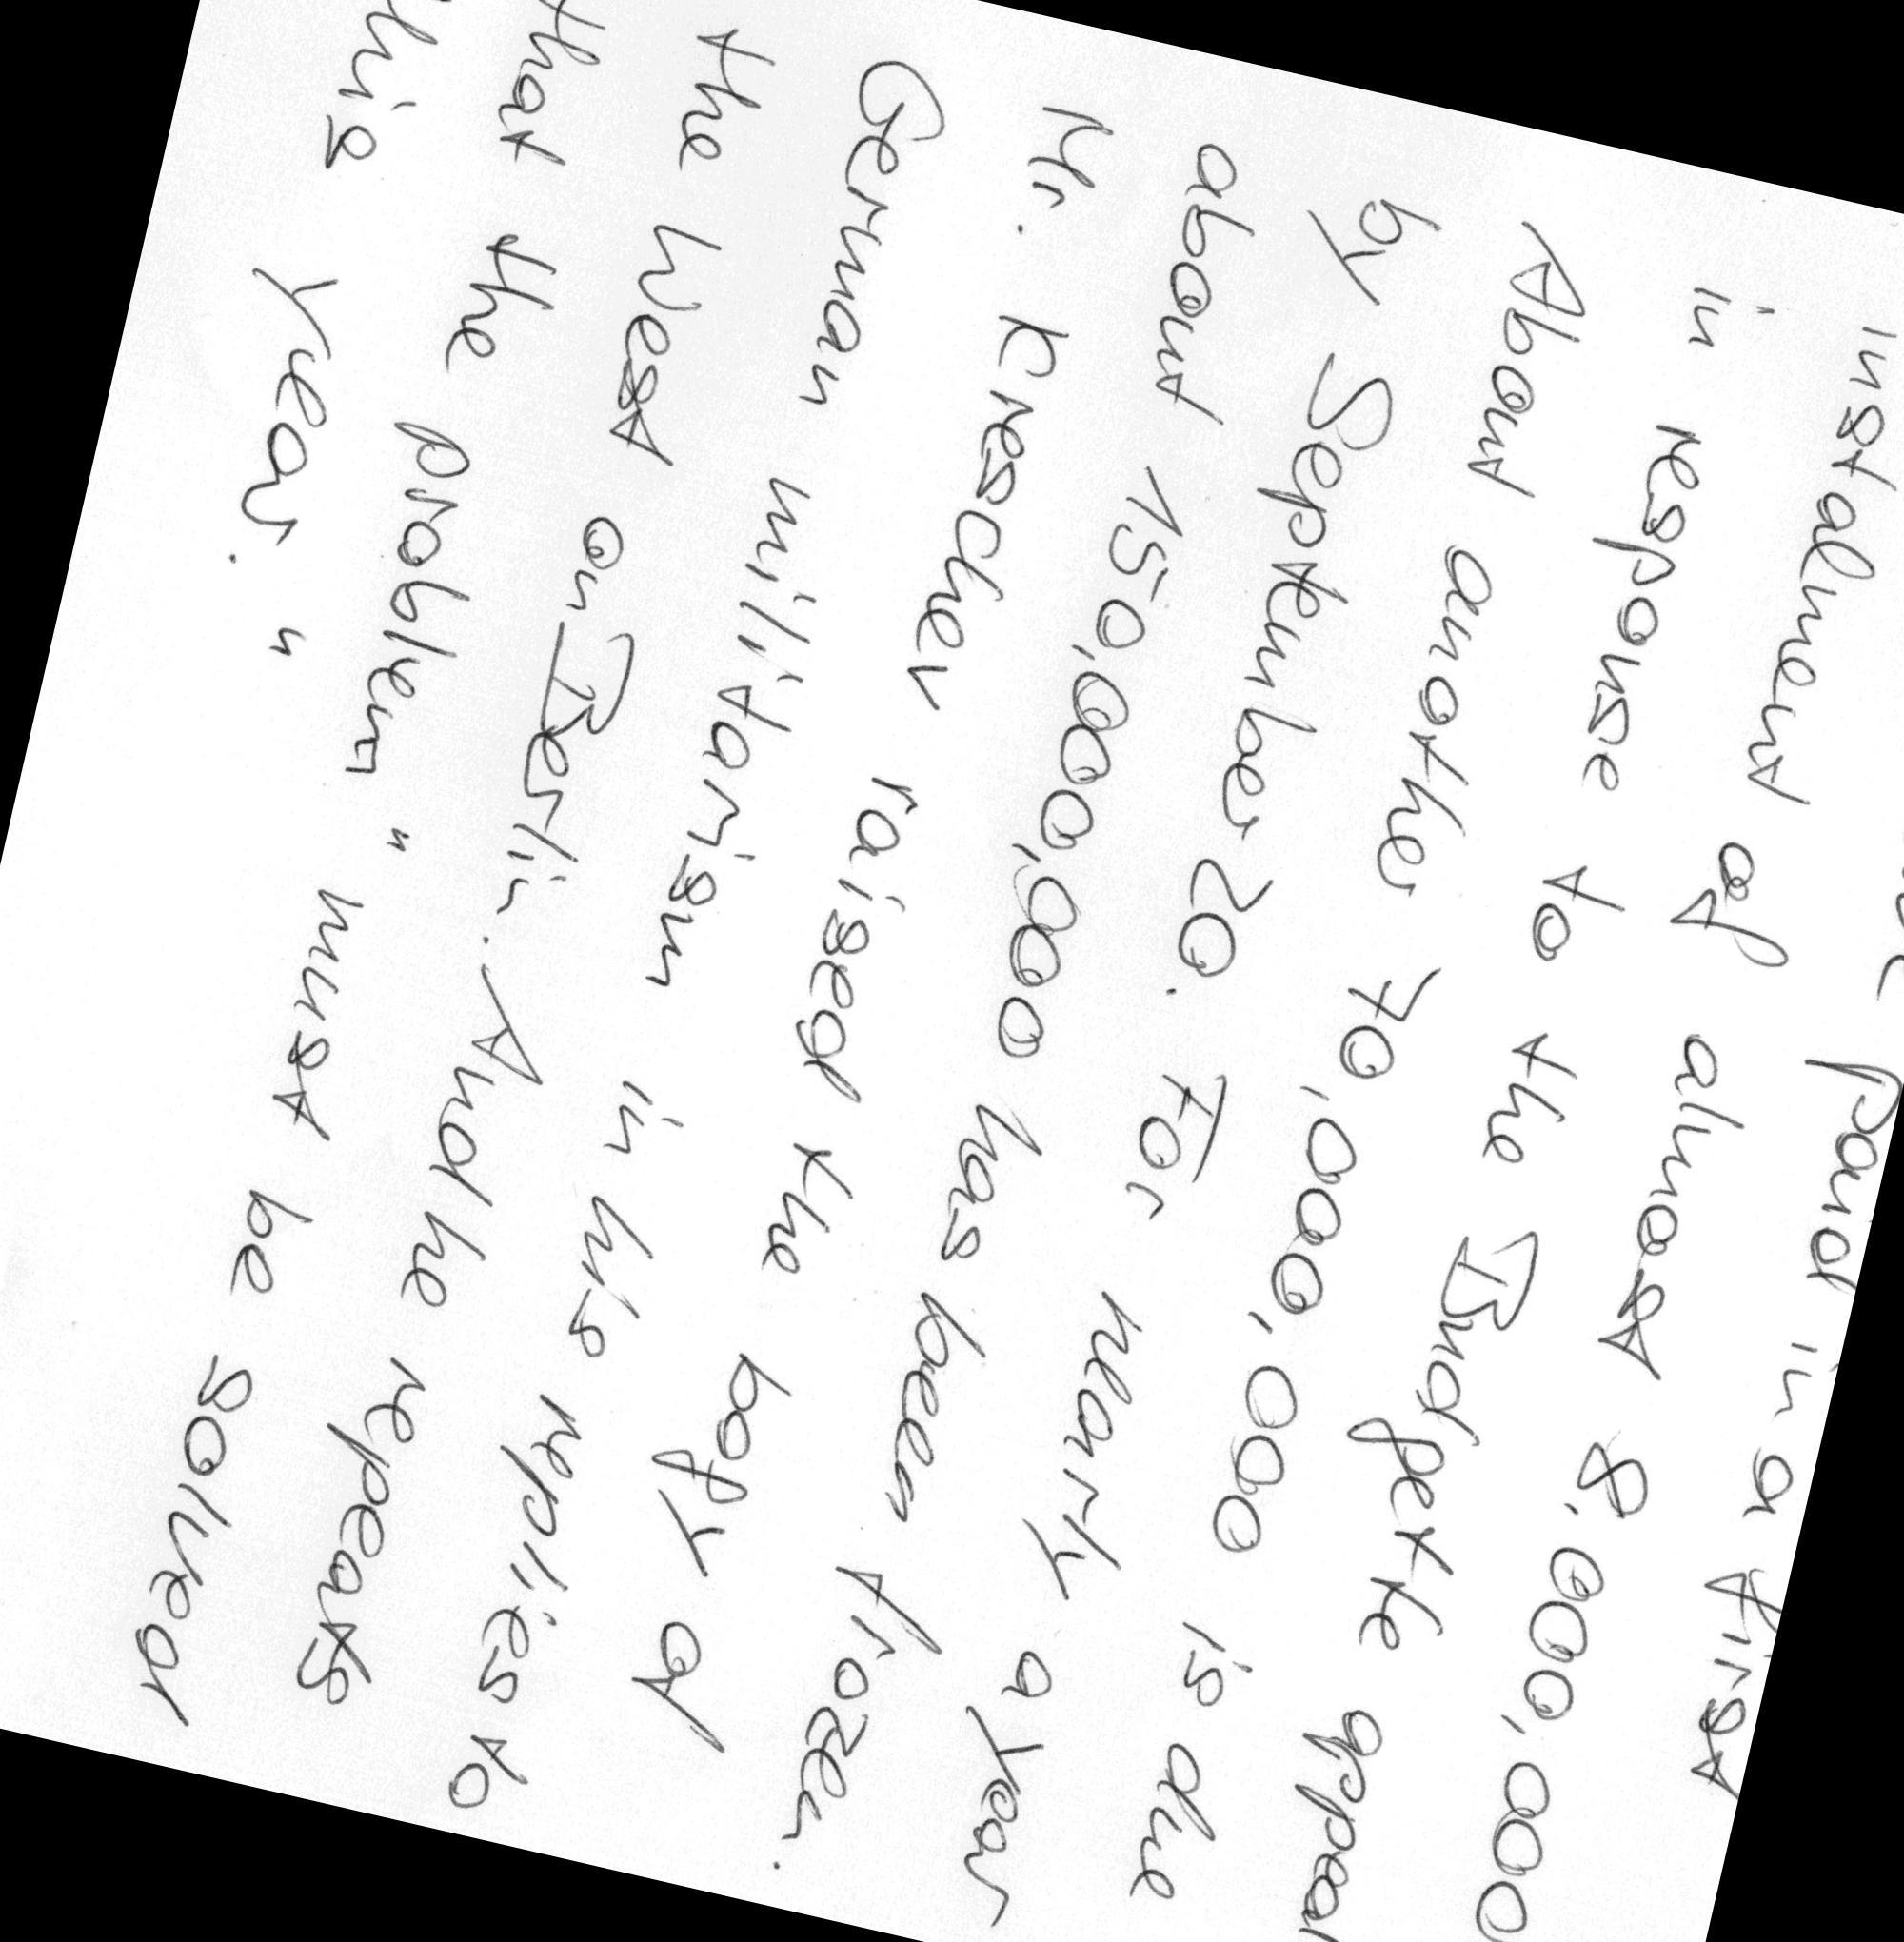 paid in a first
instalment of almost 8.000,000
in response to the Budgette appeal
About another 70,000,000 is due
by September 20. For nearly a year
about 150,000,000 has been frozen.
Mr. Kreschev raised the bogy of
German militarism in his replies to
the West on Berlin. And he repeats
that the problem " must be solved
this year. "